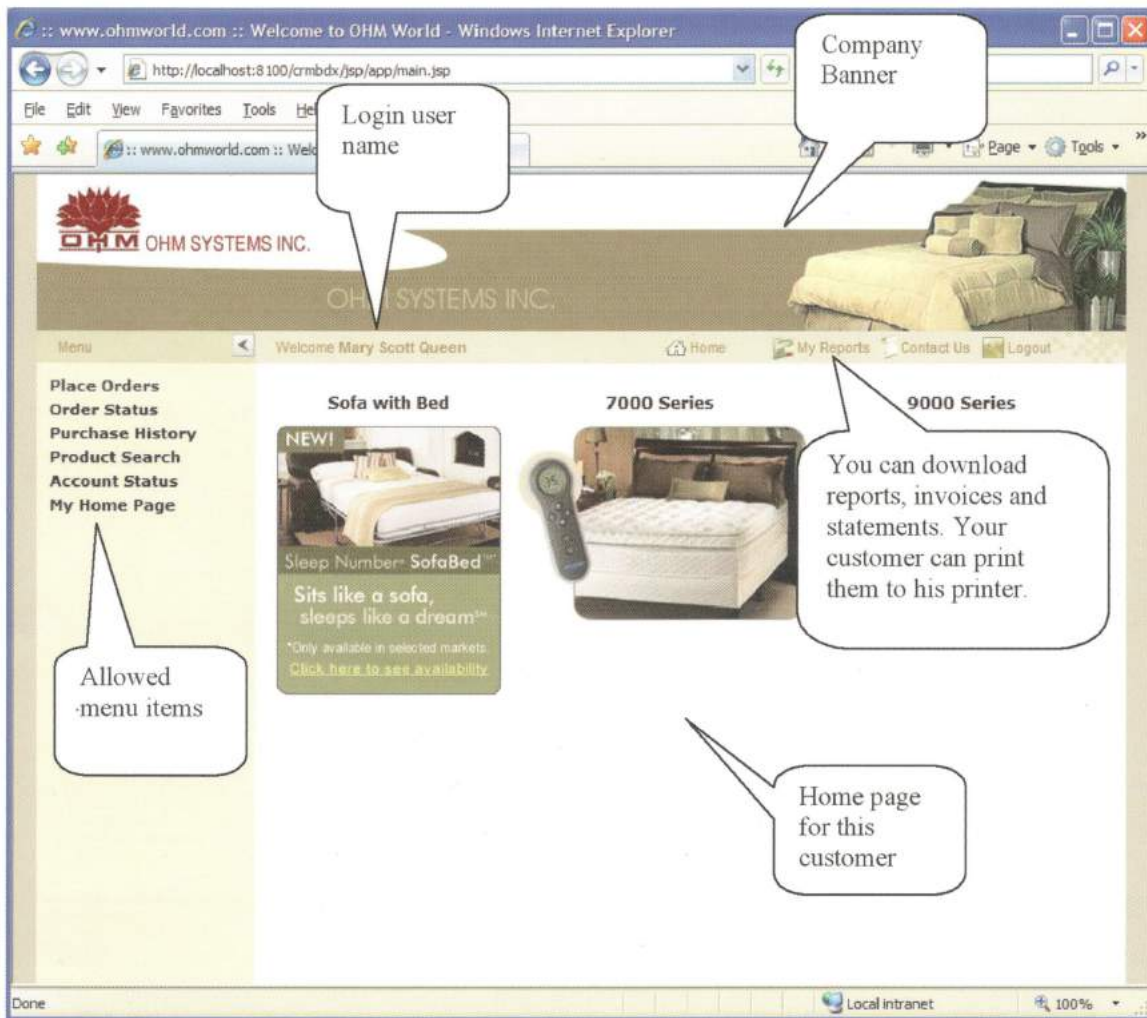 :: www.ohmworld.com :: Welcome to OHM World - Windows Internet Explorer
http://localhost:8100/crmbdx/jsp/app/main.jsp
File Edit View Favorites Tools
:: www.ohmworld.com ::
Page Tools »
Company
Banner
Login user
name
OHM OHM SYSTEMS INC.
SYSTEMS INC.
Menu
Welcome Mary Scott Queen
Home My Reports Contact Us Logout
Place Orders
Order Status
Purchase History
Product Search
Account Status
My Home Page
Sofa with Bed
7000 Series
9000 Series
NEW!
Sleep Number SofaBed™
Sits like a sofa,
sleeps like a dream℠
*Only available in selected markets.
Click here to see availability
You can download
reports, invoices and
statements. Your
customer can print
them to his printer.
Allowed
menu items
Home page
for this
customer
Done
Local intranet
100%